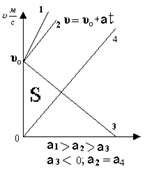 υ м/с
1
2 υ = υ₀ + at
4
υ₀
S
0
3
a₁ > a₂ > a₃
a₃ < 0; a₂ = a₄